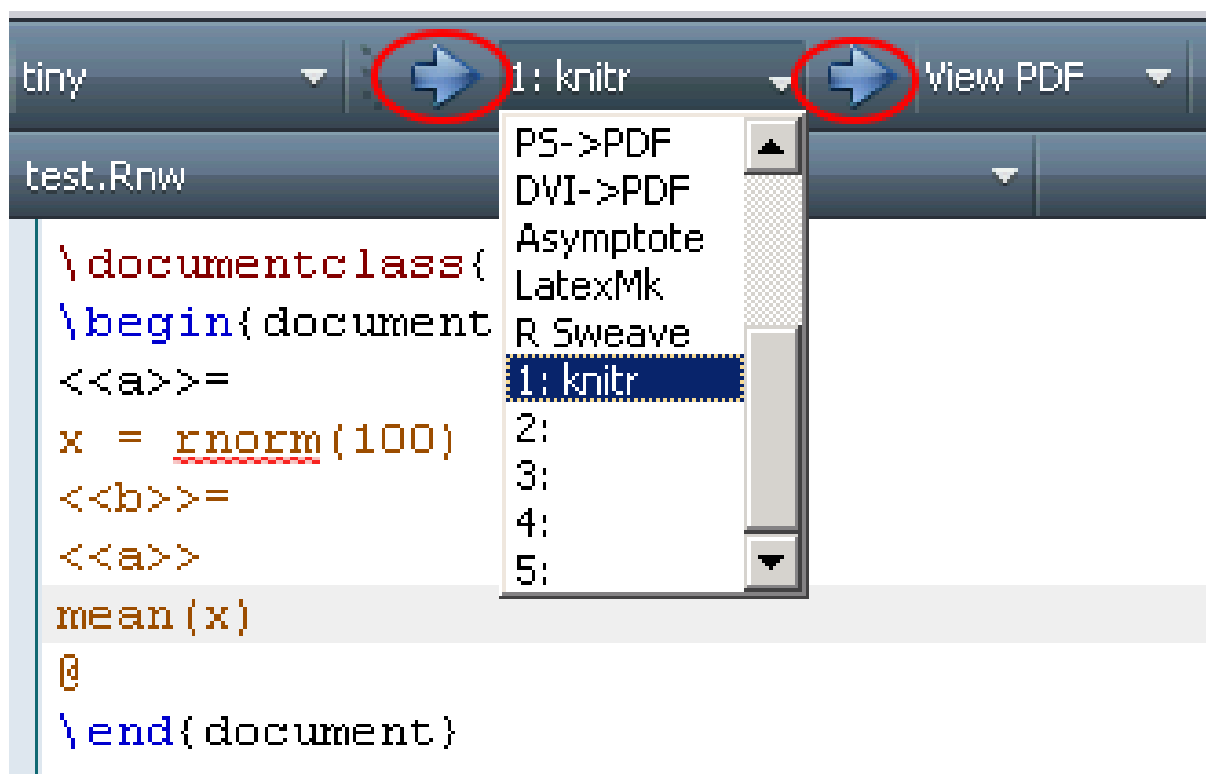 tiny 1: knitr View PDF
test.Rnw
PS->PDF
DVI->PDF
Asymptote
LatexMk
R Sweave
1: knitr
2:
3:
4:
5:
\documentclass{
\begin{document
<<a>>=
x = rnorm(100)
<<b>>=
<<a>>
mean(x)
@
\end{document}